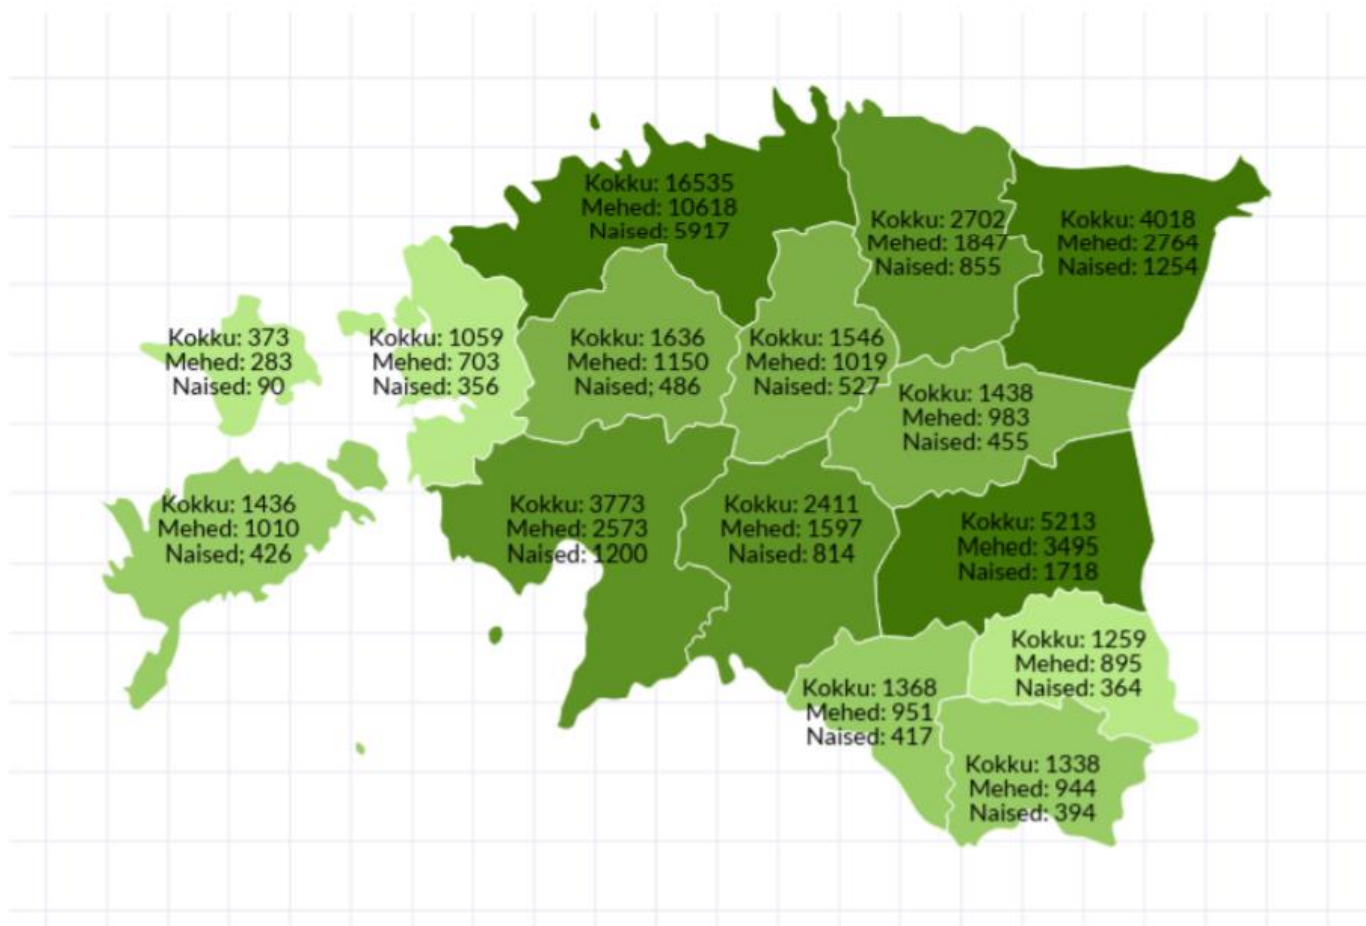 Kokku: 16535
Mehed: 10618
Naised: 5917
Kokku: 2702
Mehed: 1847
Naised: 855
Kokku: 4018
Mehed: 2764
Naised: 1254
Kokku: 373
Mehed: 283
Naised: 90
Kokku: 1059
Mehed: 703
Naised: 356
Kokku: 1636
Mehed: 1150
Naised; 486
Kokku: 1546
Mehed: 1019
Naised: 527
Kokku: 1438
Mehed: 983
Naised: 455
Kokku: 1436
Mehed: 1010
Naised; 426
Kokku: 3773
Mehed: 2573
Naised: 1200
Kokku: 2411
Mehed: 1597
Naised: 814
Kokku: 5213
Mehed: 3495
Naised: 1718
Kokku: 1259
Mehed: 895
Naised: 364
Kokku: 1368
Mehed: 951
Naised: 417
Kokku: 1338
Mehed: 944
Naised: 394